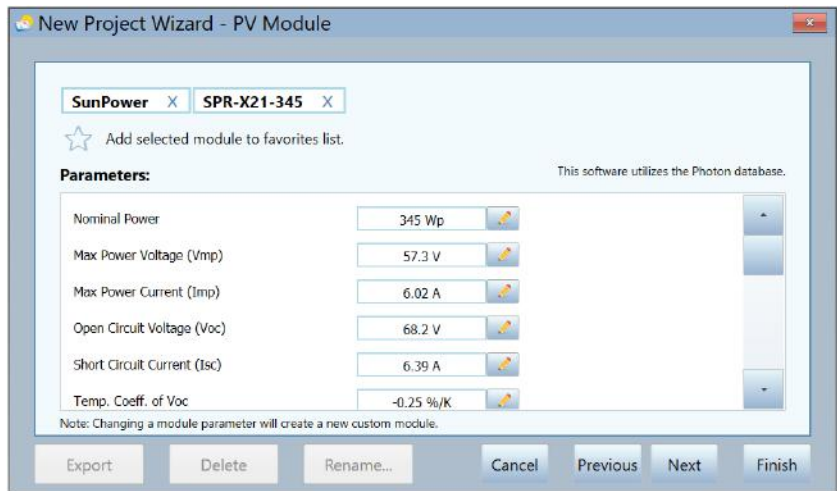 New Project Wizard - PV Module
x
SunPower X SPR-X21-345 X
Add selected module to favorites list.
Parameters:
This software utilizes the Photon database.
Nominal Power 345 Wp
Max Power Voltage (Vmp) 57.3 V
Max Power Current (Imp) 6.02 A
Open Circuit Voltage (Voc) 68.2 V
Short Circuit Current (Isc) 6.39 A
Temp. Coeff. of Voc -0.25 %/K
Note: Changing a module parameter will create a new custom module.
Export Delete Rename... Cancel Previous Next Finish